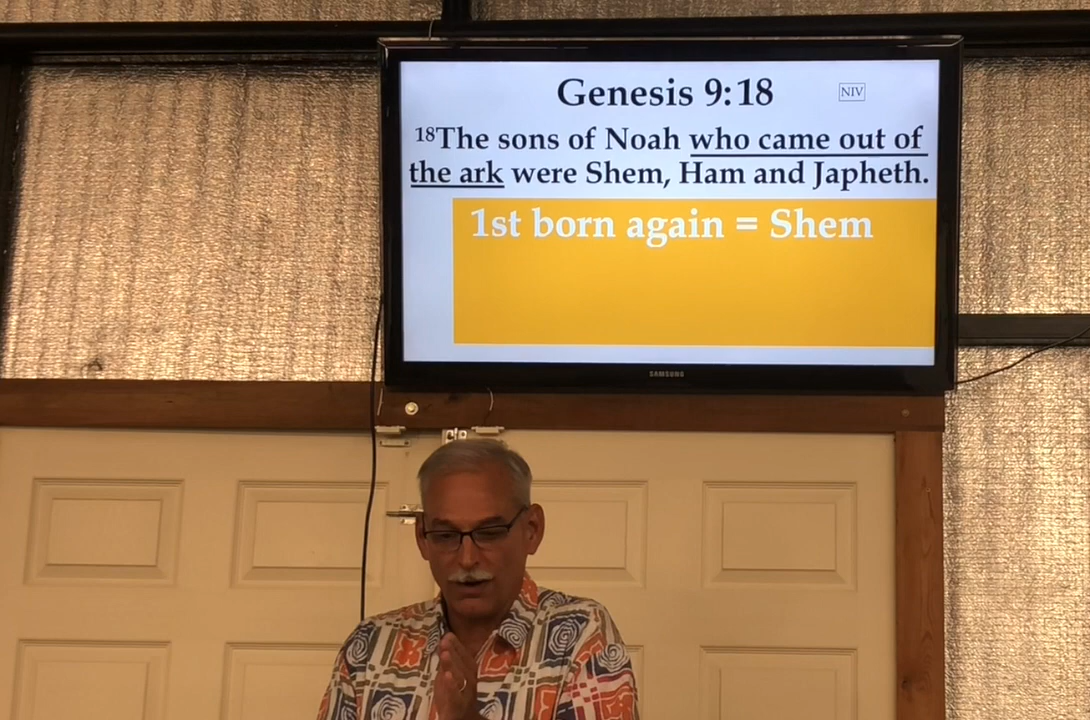 Genesis 9:18 NIV
18The sons of Noah who came out of
the ark were Shem, Ham and Japheth.
1st born again = Shem
SAMSUNG